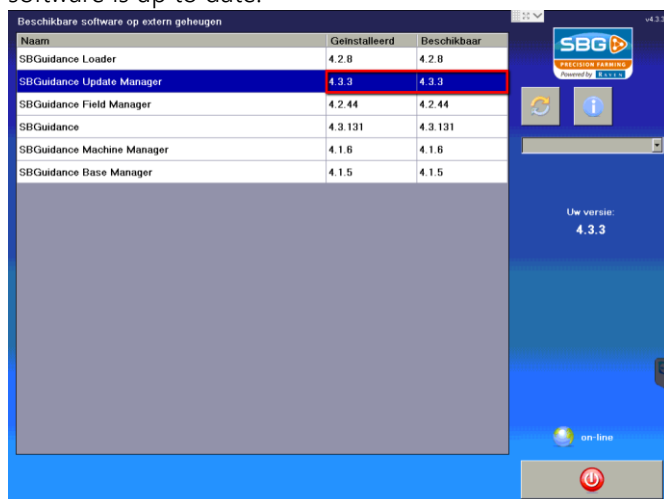 software is up to date.
Beschikbare software op extern geheugen
v4.3.3
Naam Geïnstalleerd Beschikbaar
SBGuidance Loader 4.2.8 4.2.8
SBGuidance Update Manager 4.3.3 4.3.3
SBGuidance Field Manager 4.2.44 4.2.44
SBGuidance 4.3.131 4.3.131
SBGuidance Machine Manager 4.1.6 4.1.6
SBGuidance Base Manager 4.1.5 4.1.5
SBG
PRECISION FARMING
Powered by RAVEN
Uw versie:
4.3.3
on-line